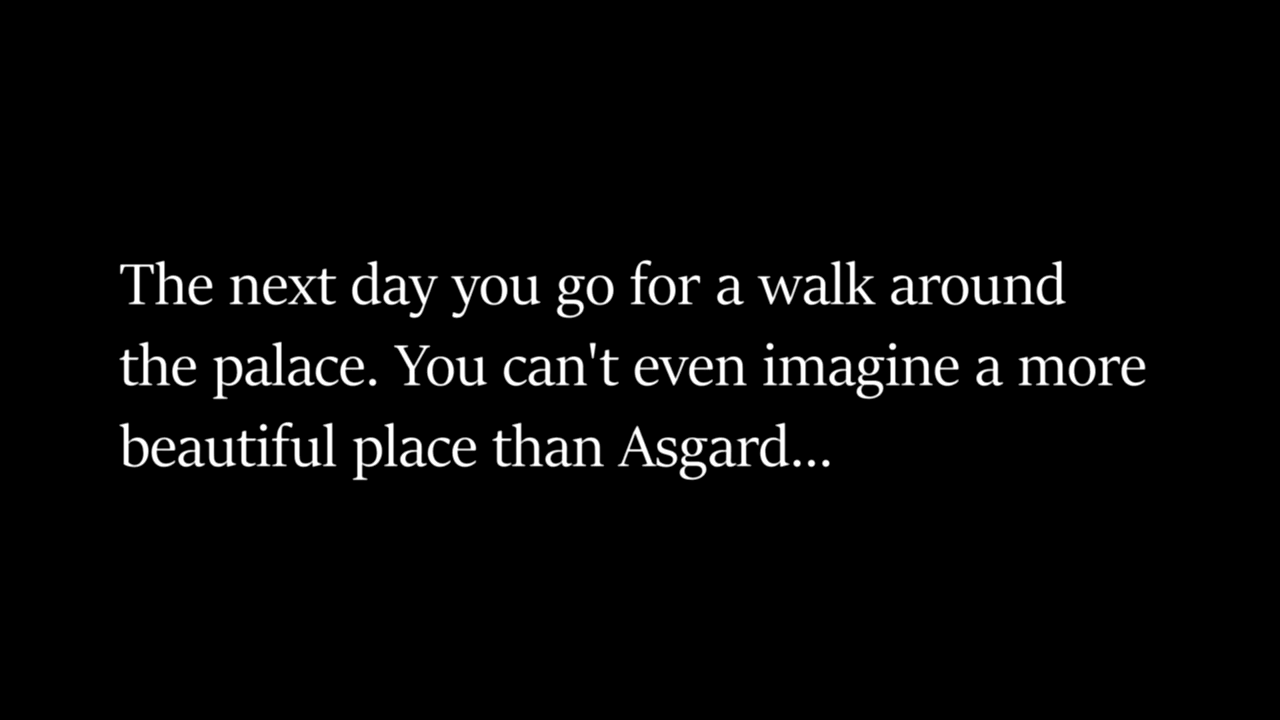 The next day you go for a walk around
the palace. You can't even imagine a more
beautiful place than Asgard...